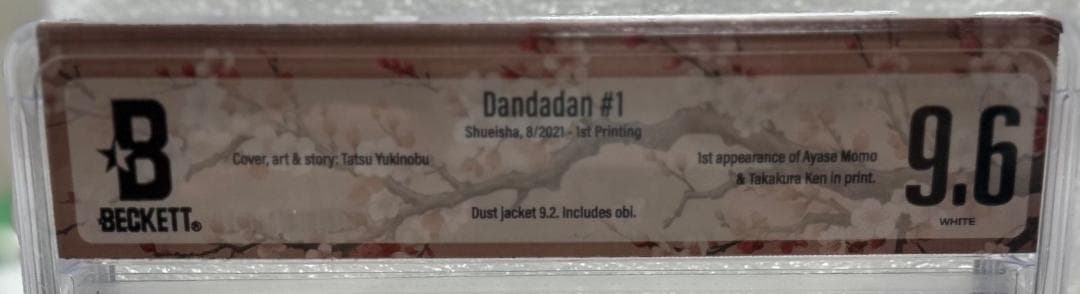 Dandadan #1
Shueisha, 8/2021 - 1st Printing
Cover, art & story: Tatsu Yukinobu
1st appearance of Ayase Momo
& Takakura Ken in print.
Dust jacket 9.2. Includes obi.
B
BECKETT®
9.6
WHITE